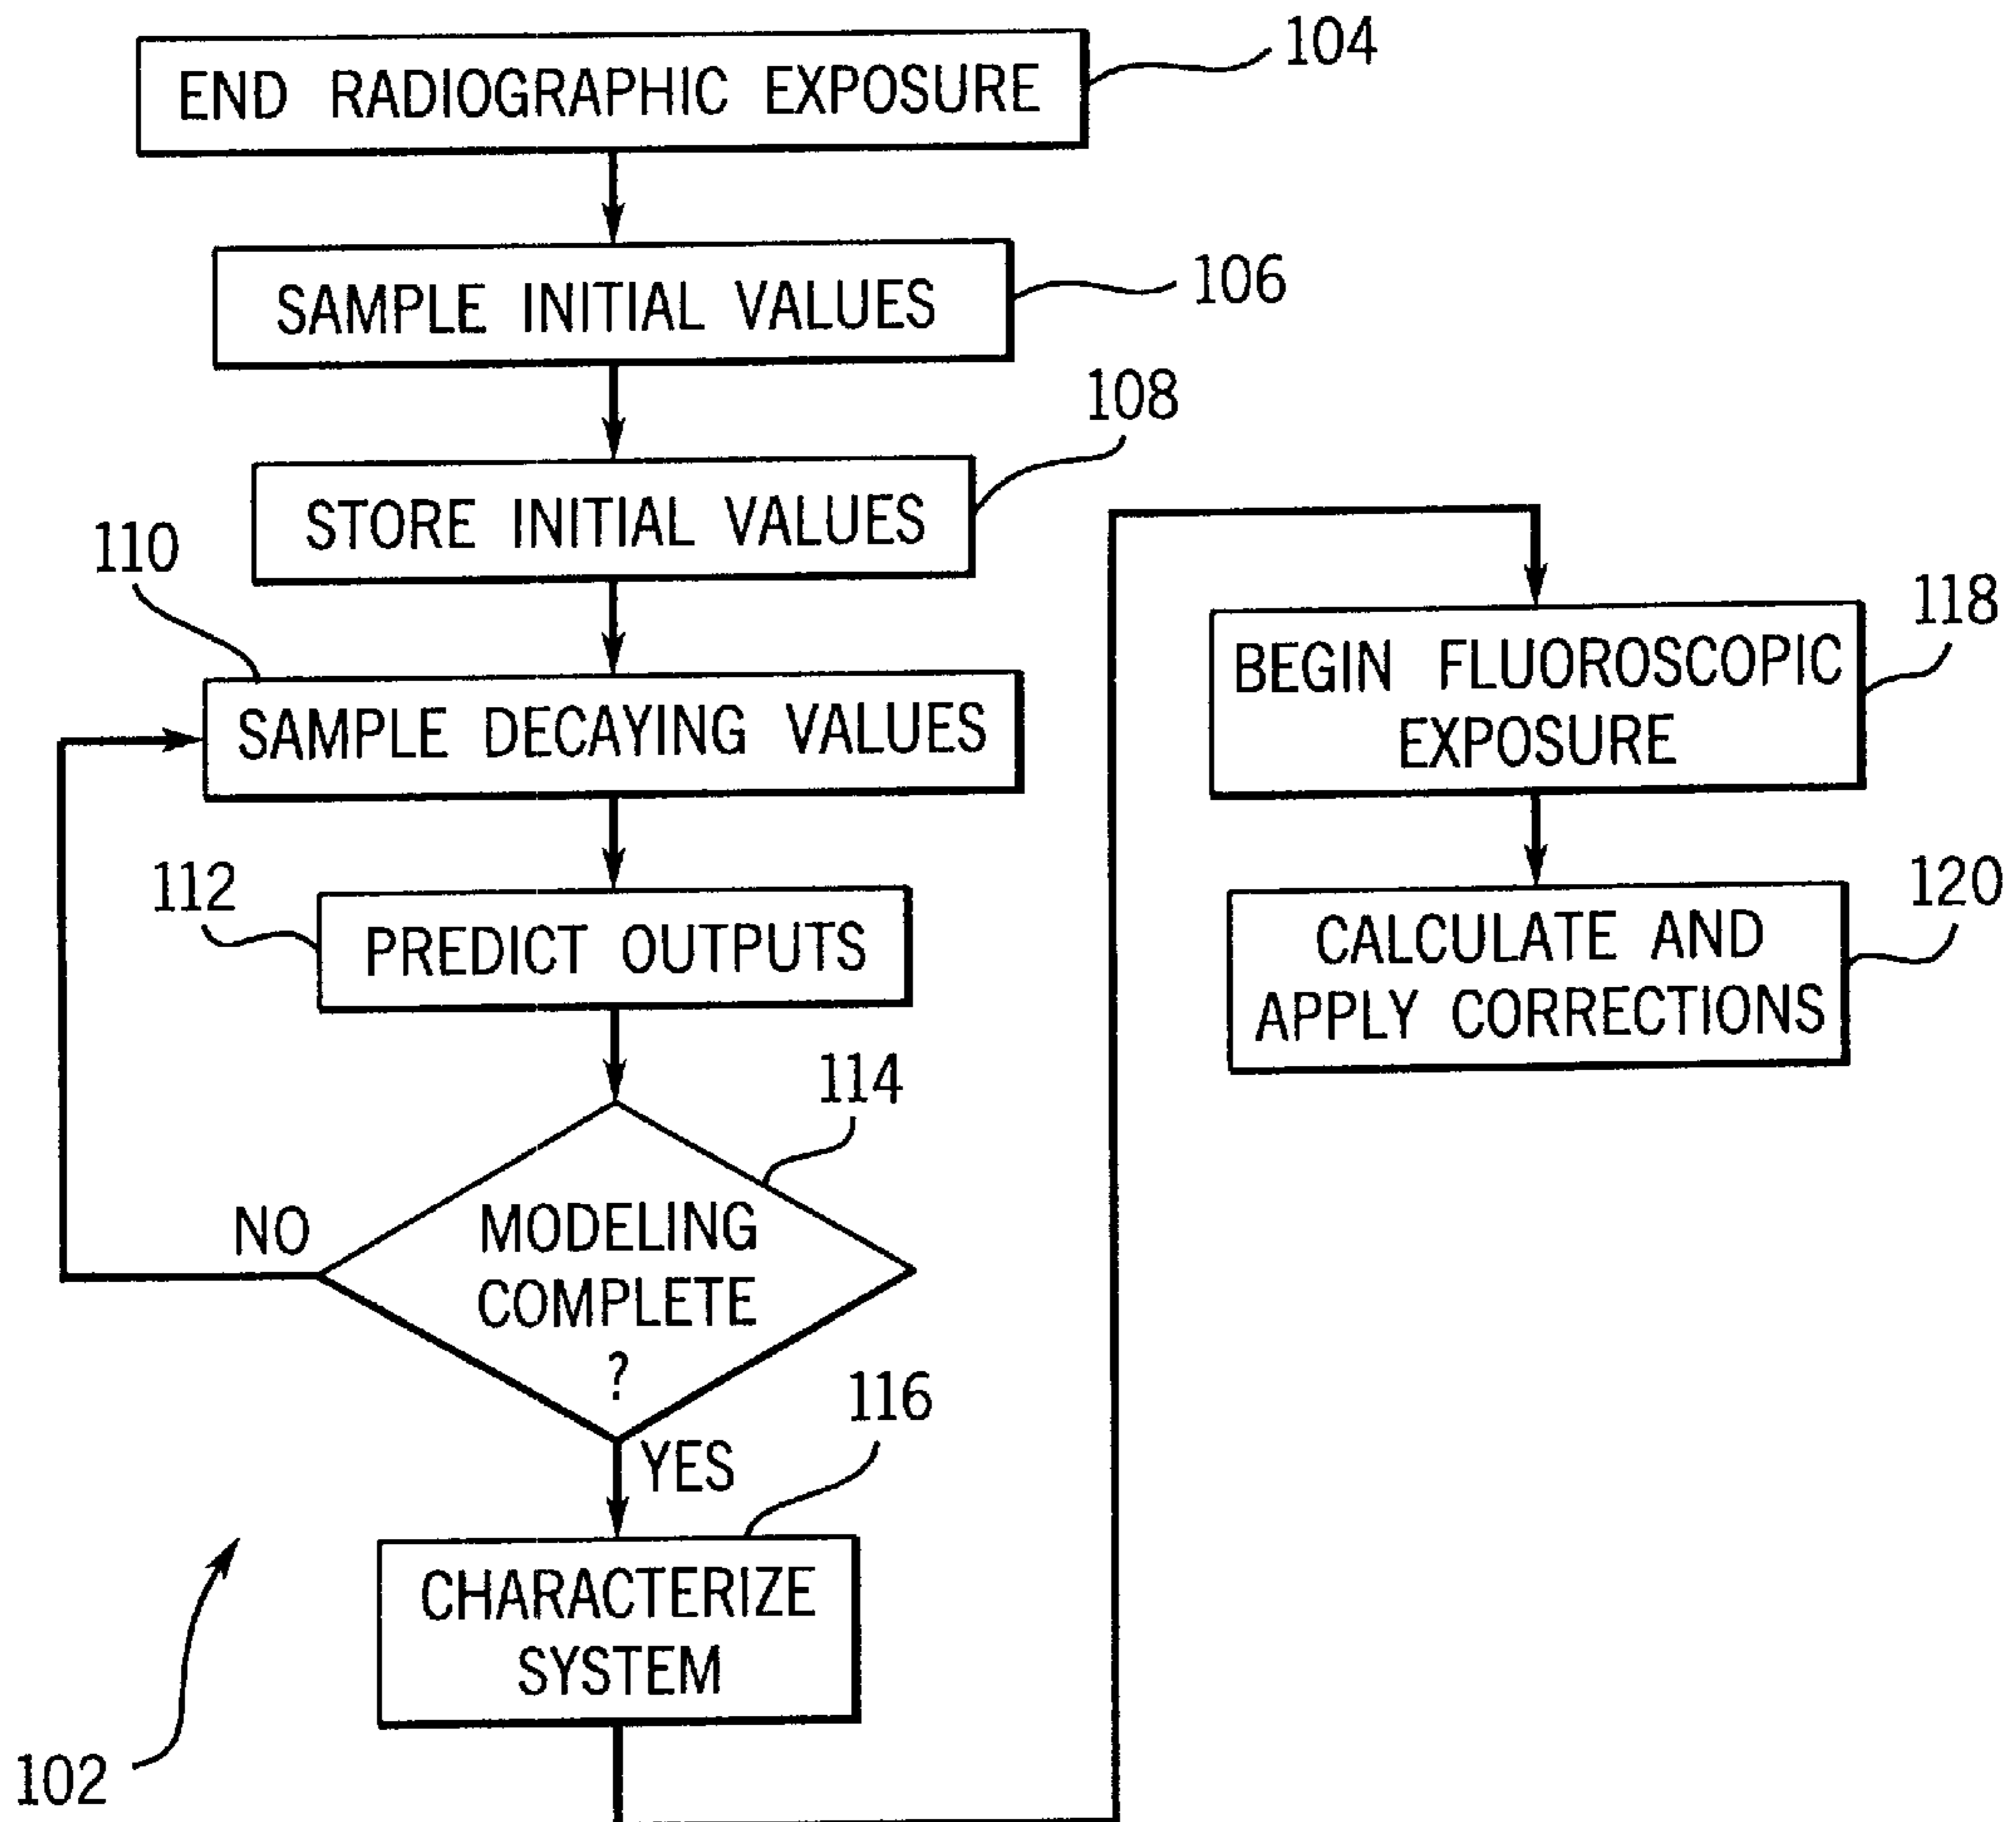 END RADIOGRAPHIC EXPOSURE
104
SAMPLE INITIAL VALUES
106
STORE INITIAL VALUES
108
SAMPLE DECAYING VALUES
110
PREDICT OUTPUTS
112
MODELING
COMPLETE
?
114
NO
YES
CHARACTERIZE
SYSTEM
116
102
BEGIN FLUOROSCOPIC
EXPOSURE
118
CALCULATE AND
APPLY CORRECTIONS
120